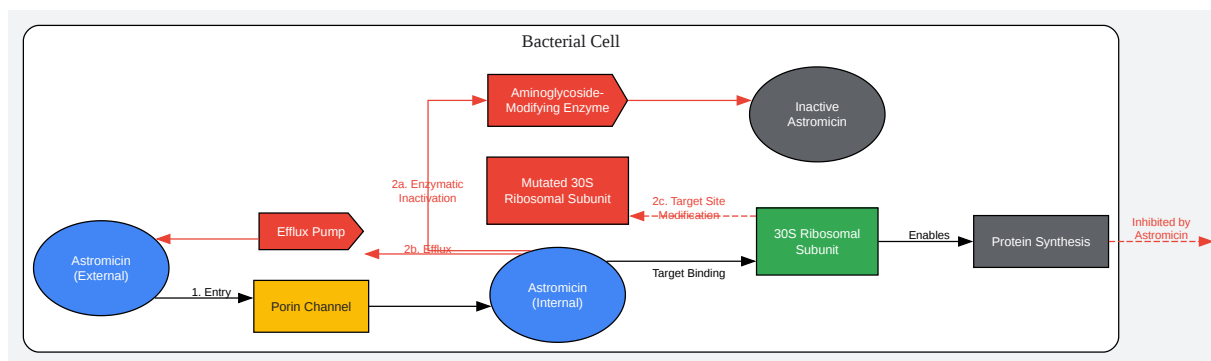 Bacterial Cell
Aminoglycoside-
Modifying Enzyme
Inactive
Astromicin
2a. Enzymatic
Inactivation
Mutated 30S
Ribosomal Subunit
2c. Target Site
Modification
Efflux Pump
2b. Efflux
30S Ribosomal
Subunit
Enables
Protein Synthesis
Inhibited by
Astromicin
Astromicin
(External)
1. Entry
Porin Channel
Astromicin
(Internal)
Target Binding